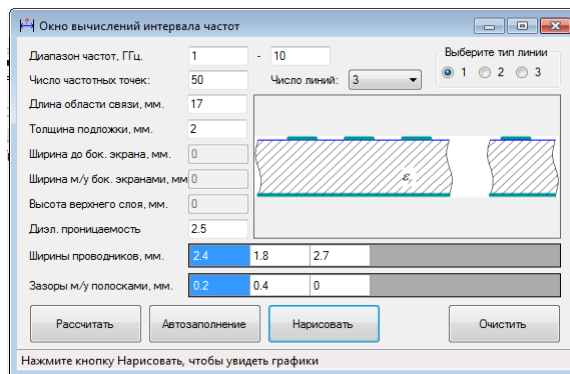 Окно вычислений интервала частот
Диапазон частот, ГГц. 1 - 10 Выберите тип линии
Число частотных точек: 50 Число линий: 3 1 2 3
Длина области связи, мм. 17
Толщина подложки, мм. 2
Ширина до бок. экрана, мм. 0
Ширина м/у бок. экранами, мм 0
Высота верхнего слоя, мм. 0
εr
Диэл. проницаемость 2.5
Ширины проводников, мм. 2.4 1.8 2.7
Зазоры м/у полосками, мм. 0.2 0.4 0
Рассчитать Автозаполнение Нарисовать Очистить
Нажмите кнопку Нарисовать, чтобы увидеть графики